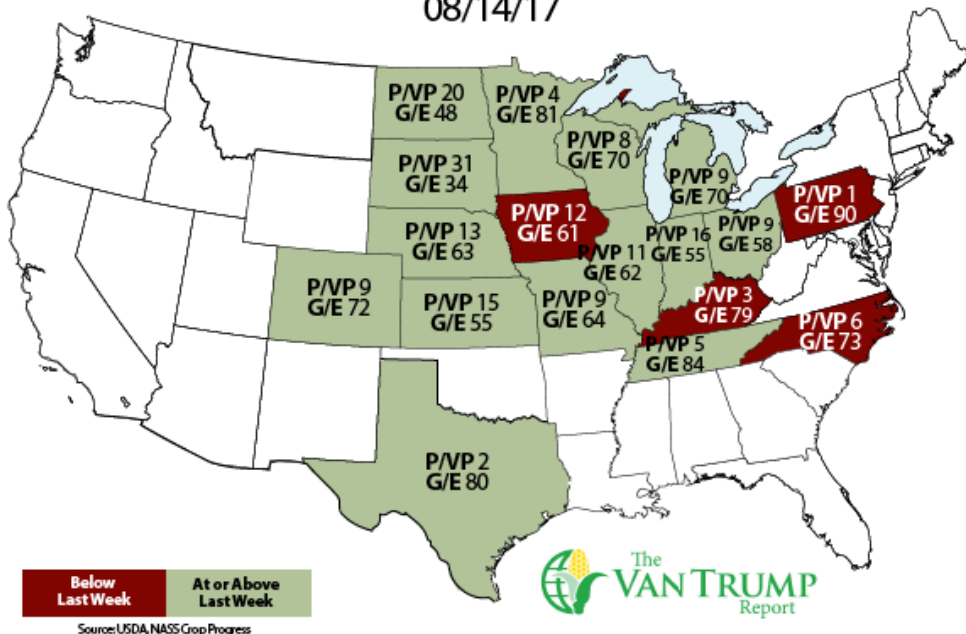 08/14/17
P/VP 20
G/E 48
P/VP 4
G/E 81
P/VP 8
G/E 70
P/VP 9
G/E 70
P/VP 31
G/E 34
P/VP 12
G/E 61
P/VP 1
G/E 90
P/VP 13
G/E 63
P/VP 11
G/E 62
P/VP 16
G/E 55
P/VP 9
G/E 58
P/VP 9
G/E 72
P/VP 15
G/E 55
P/VP 9
G/E 64
P/VP 3
G/E 79
P/VP 5
G/E 84
P/VP 6
G/E 73
P/VP 2
G/E 80
Below
Last Week
At or Above
Last Week
Source: USDA, NASS Crop Progress
The
VAN TRUMP
Report